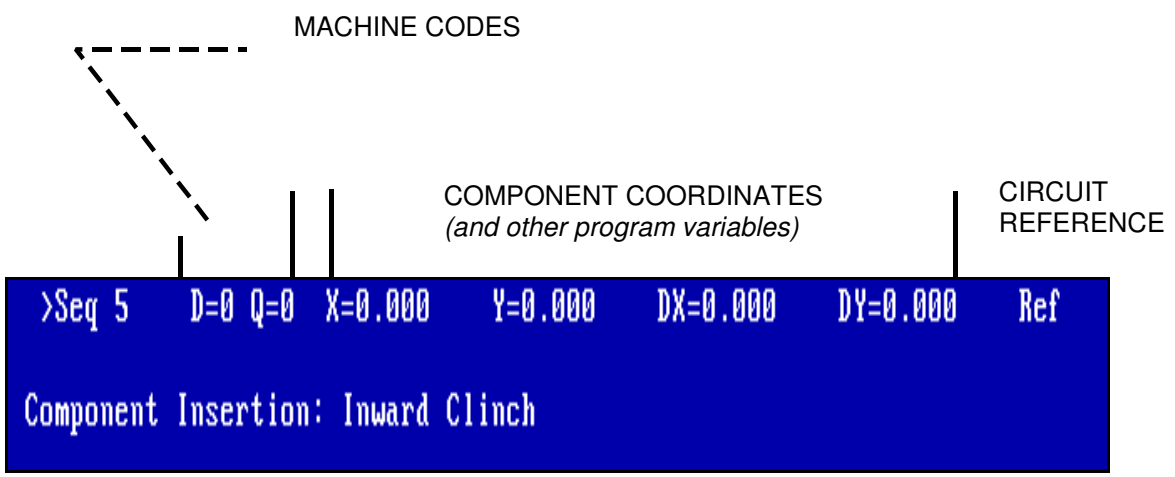 MACHINE CODES
COMPONENT COORDINATES
(and other program variables)
CIRCUIT
REFERENCE
>Seq 5 D=0 Q=0 X=0.000 Y=0.000 DX=0.000 DY=0.000 Ref
Component Insertion: Inward Clinch